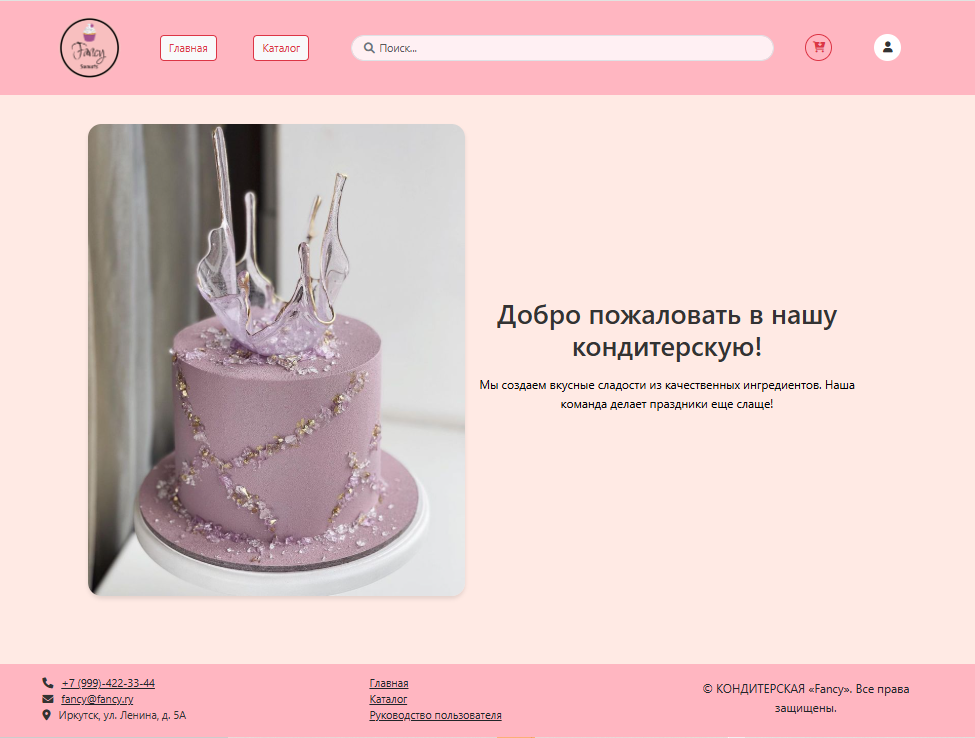 Fancy
Sweets
Главная
Каталог
Поиск...
Добро пожаловать в нашу
кондитерскую!
Мы создаем вкусные сладости из качественных ингредиентов. Наша
команда делает праздники еще слаще!
+7 (999)-422-33-44
fancy@fancy.ry
Иркутск, ул. Ленина, д. 5А
Главная
Каталог
Руководство пользователя
© КОНДИТЕРСКАЯ «Fancy». Все права
защищены.